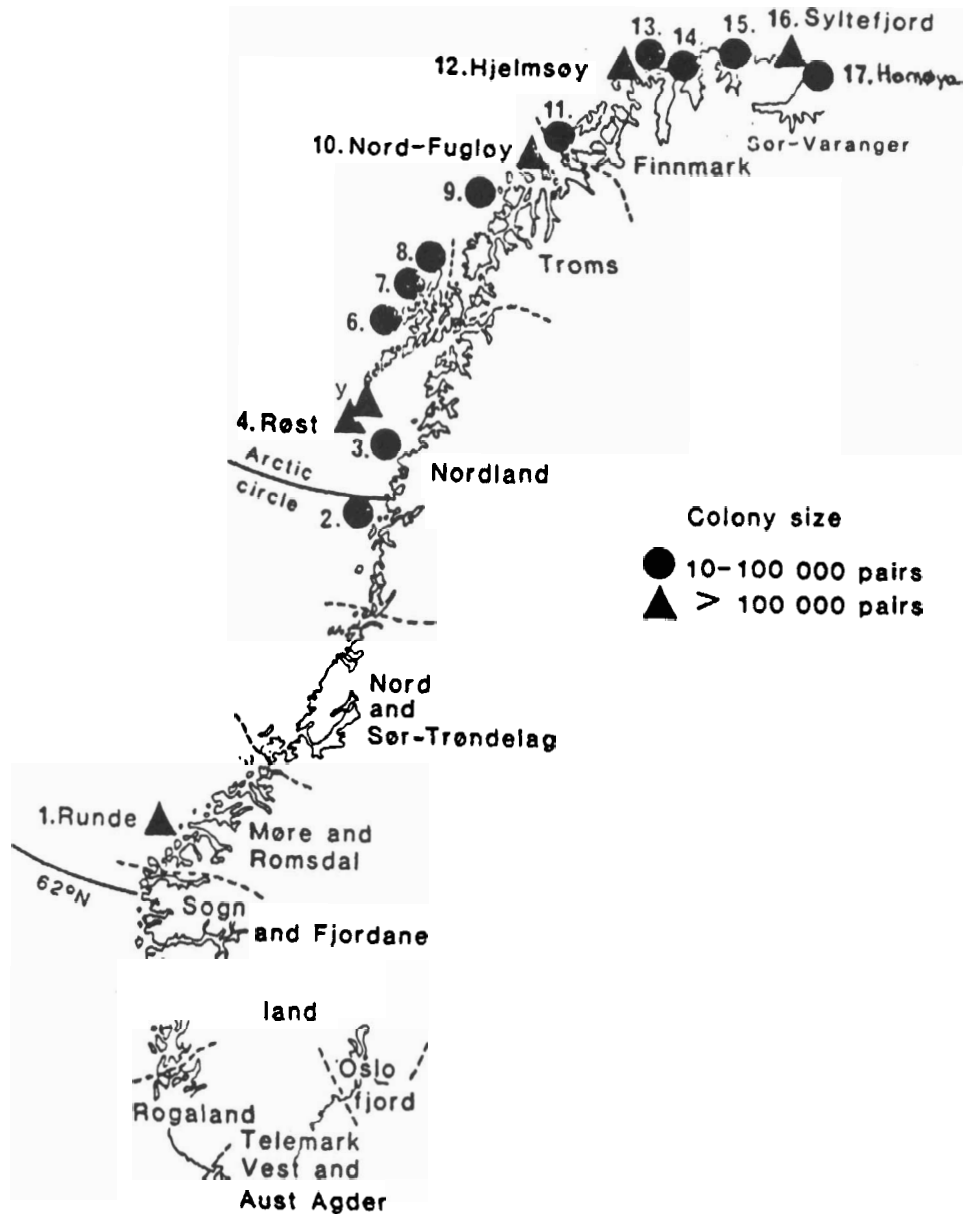 13.
14.
15.
16. Syltefjord
12. Hjelmsøy
17. Hornøya
11.
10. Nord-Fugløy
Sør-Varanger
Finnmark
9.
8.
Troms
7.
6.
y
4. Røst
3.
Arctic
circle
Nordland
2.
Colony size
10-100 000 pairs
> 100 000 pairs
Nord
and
Sør-Trøndelag
1. Runde
Møre and
Romsdal
62°N
Sogn
and Fjordane
land
Oslo
fjord
Rogaland
Telemark
Vest and
Aust Agder